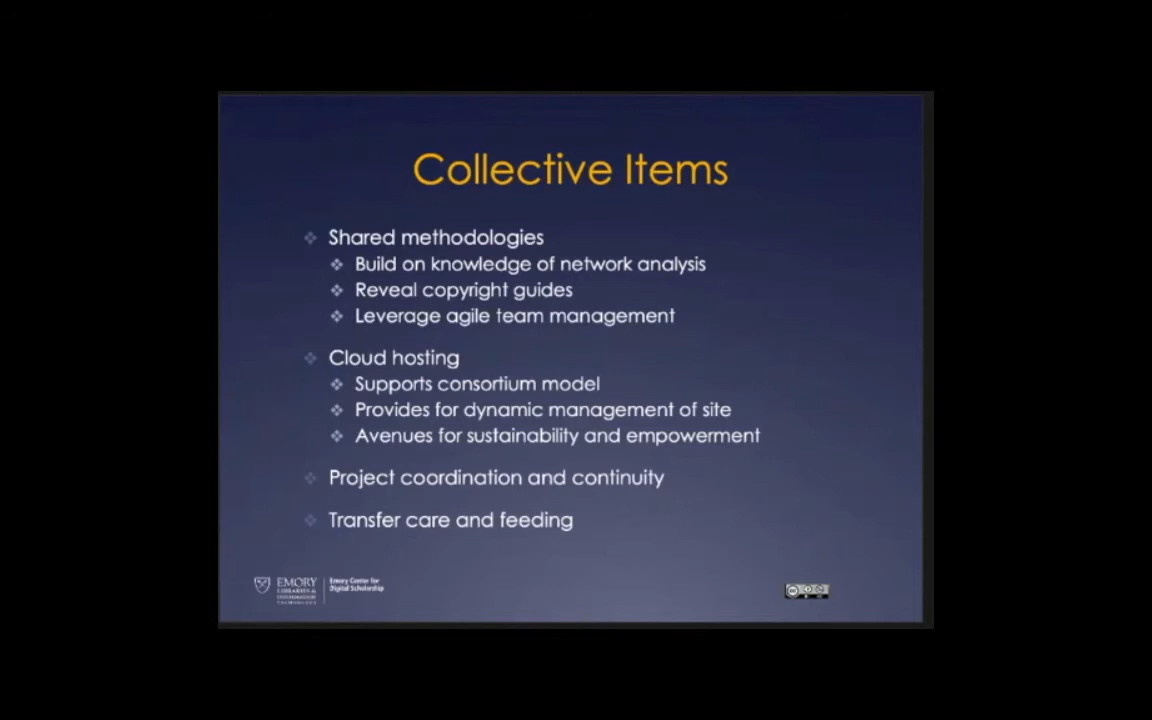 Collective Items
Shared methodologies
Build on knowledge of network analysis
Reveal copyright guides
Leverage agile team management
Cloud hosting
Supports consortium model
Provides for dynamic management of site
Avenues for sustainability and empowerment
Project coordination and continuity
Transfer care and feeding
EMORY
LIBRARIES &
INFORMATION
TECHNOLOGY
Emory Center for
Digital Scholarship
cc